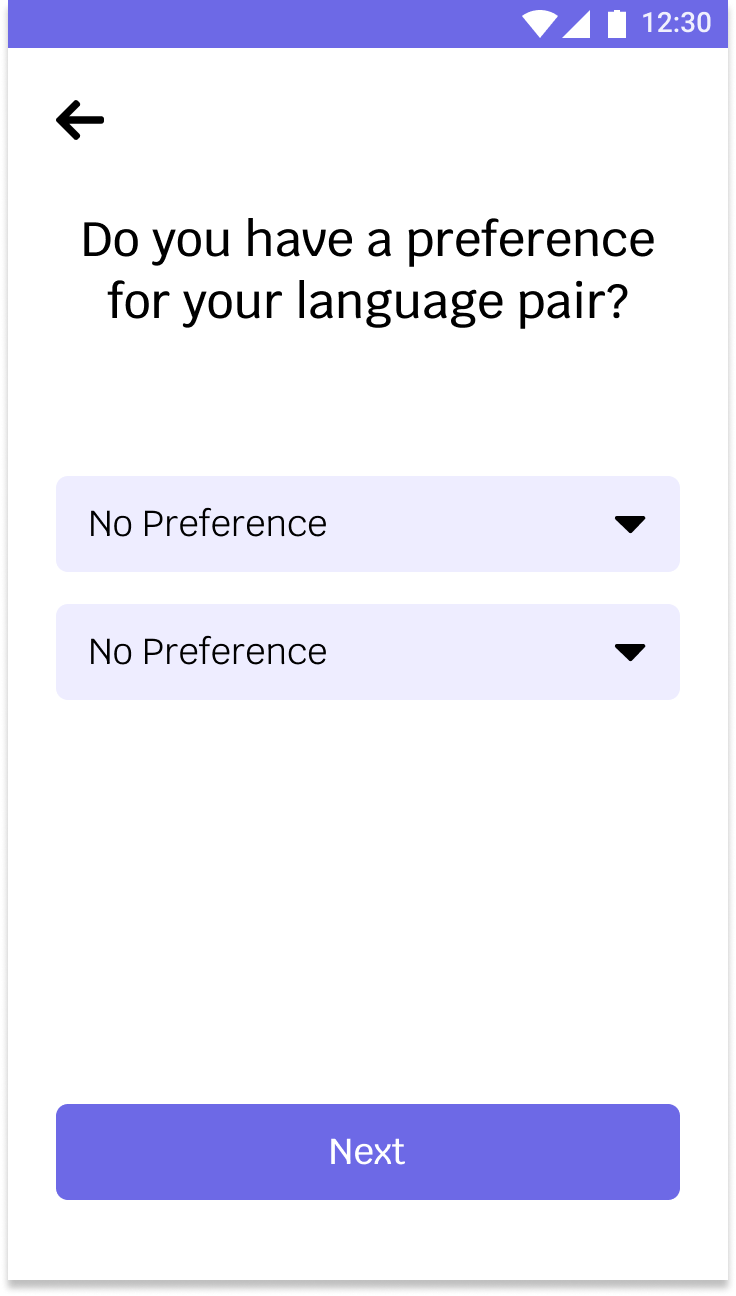 12:30
Do you have a preference
for your language pair?
No Preference
No Preference
Next